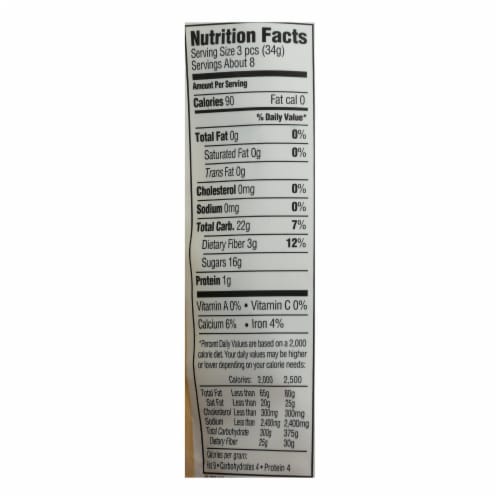 Nutrition Facts
Serving Size 3 pcs (34g)
Servings About 8
Amount Per Serving
Calories 90 Fat cal 0
% Daily Value*
Total Fat 0g 0%
Saturated Fat 0g 0%
Trans Fat 0g
Cholesterol 0mg 0%
Sodium 0mg 0%
Total Carb. 22g 7%
Dietary Fiber 3g 12%
Sugars 16g
Protein 1g
Vitamin A 0% • Vitamin C 0%
Calcium 6% • Iron 4%
*Percent Daily Values are based on a 2,000
calorie diet. Your daily values may be higher
or lower depending on your calorie needs:
Calories: 2,000 2,500
Total Fat Less than 65g 80g
Sat Fat Less than 20g 25g
Cholesterol Less than 300mg 300mg
Sodium Less than 2,400mg 2,400mg
Total Carbohydrate 300g 375g
Dietary Fiber 25g 30g
Calories per gram:
Fat 9 • Carbohydrates 4 • Protein 4